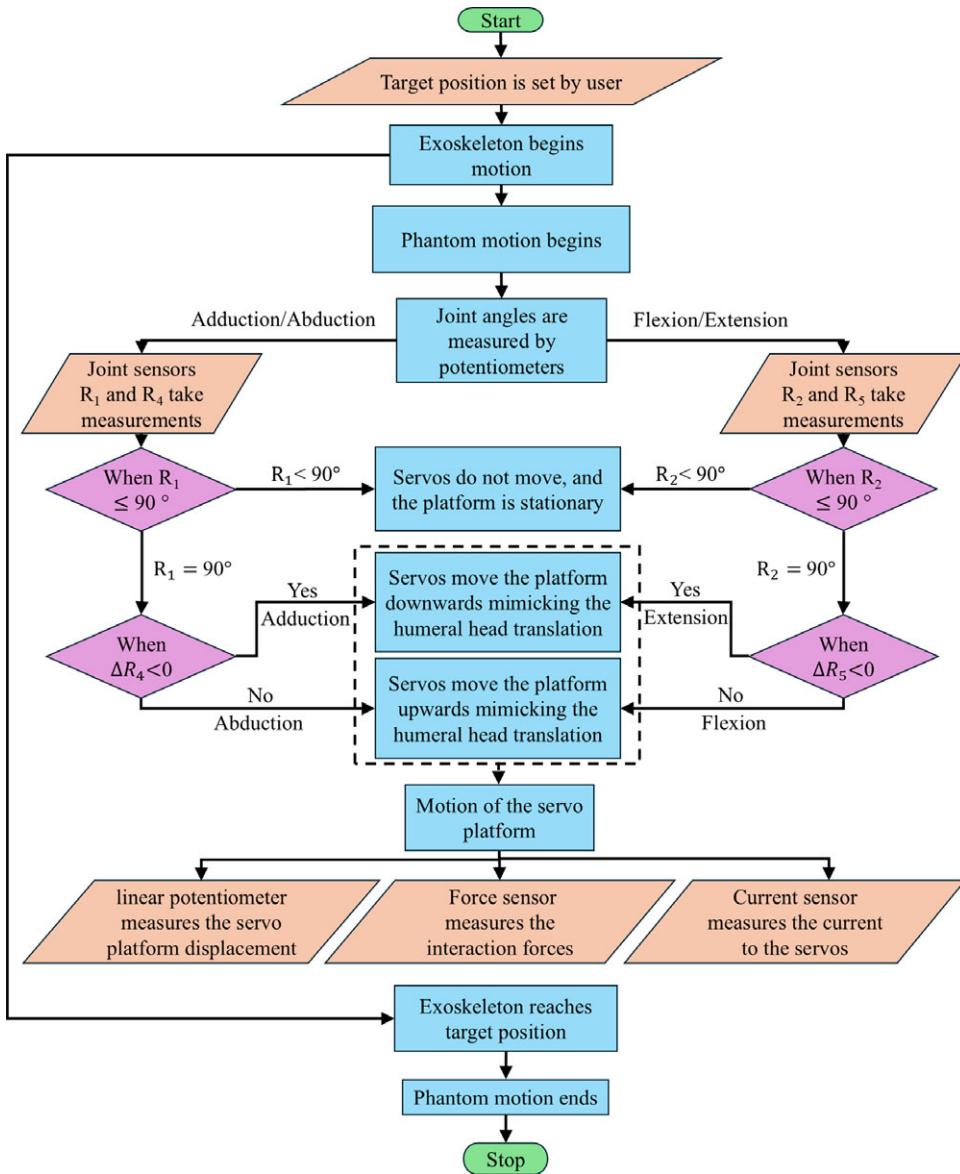 Start
Target position is set by user
Exoskeleton begins
motion
Phantom motion begins
Adduction/Abduction
Joint angles are
measured by
potentiometers
Flexion/Extension
Joint sensors
R₁ and R₄ take
measurements
Joint sensors
R₂ and R₅ take
measurements
When R₁
≤ 90 °
R₁< 90°
Servos do not move, and
the platform is stationary
R₂< 90°
When R₂
≤ 90 °
R₁ = 90°
R₂ = 90°
When
ΔR₄<0
Yes
Adduction
Servos move the platform
downwards mimicking the
humeral head translation
Yes
Extension
When
ΔR₅<0
No
Abduction
Servos move the platform
upwards mimicking the
humeral head translation
No
Flexion
Motion of the servo
platform
linear potentiometer
measures the servo
platform displacement
Force sensor
measures the
interaction forces
Current sensor
measures the current
to the servos
Exoskeleton reaches
target position
Phantom motion ends
Stop